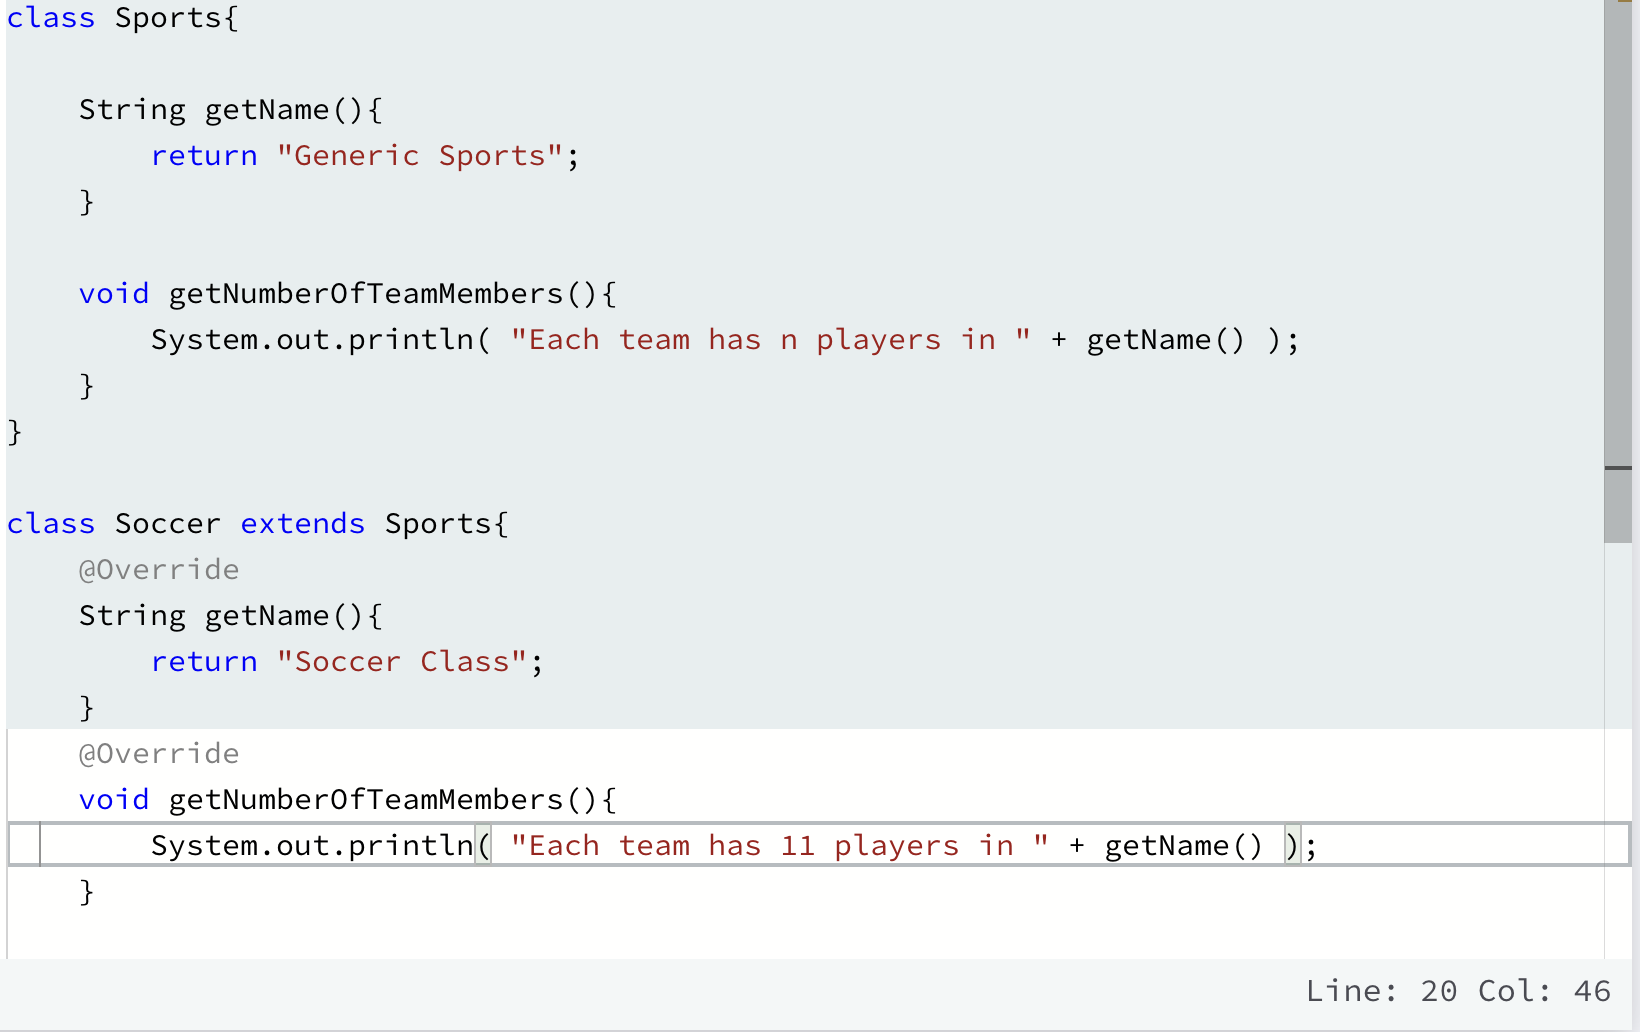 class Sports{
String getName(){
return "Generic Sports";
}
void getNumberOfTeamMembers(){
System.out.println( "Each team has n players in " + getName() );
}
}
class Soccer extends Sports{
@Override
String getName(){
return "Soccer Class";
}
@Override
void getNumberOfTeamMembers(){
System.out.println( "Each team has 11 players in " + getName() );
}
Line: 20 Col: 46